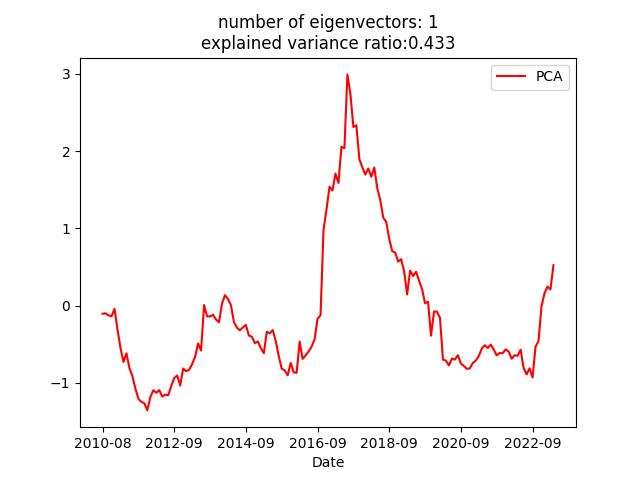 number of eigenvectors: 1
explained variance ratio:0.433
PCA
3
2
1
0
−1
2010-08 2012-09 2014-09 2016-09 2018-09 2020-09 2022-09
Date